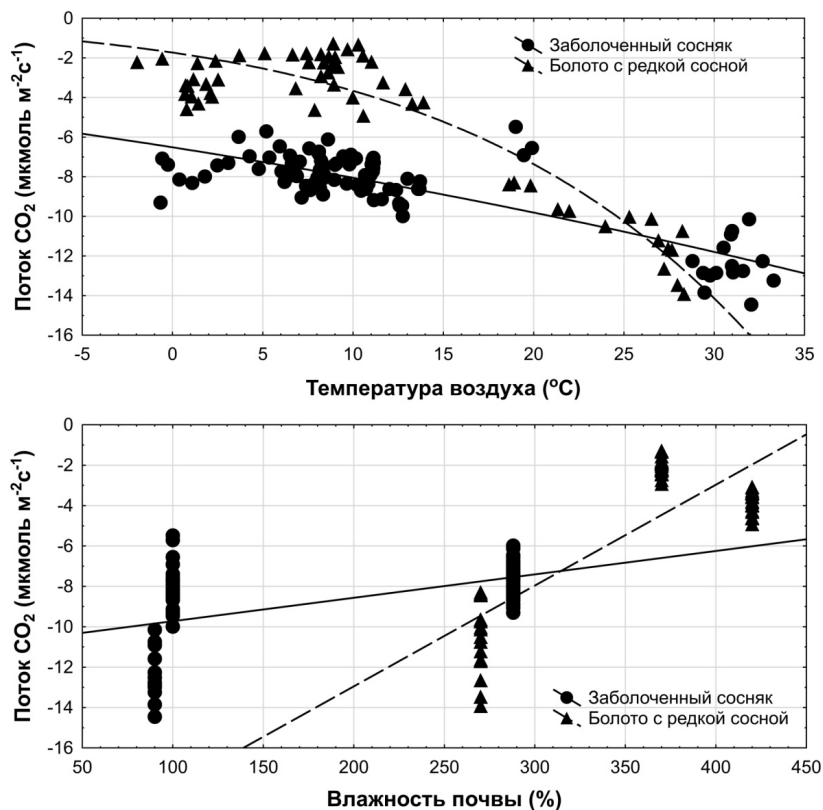 0
-2
-4
-6
-8
-10
-12
-14
-16
Поток CO₂ (мкмоль м⁻²с⁻¹)
Заболоченный сосняк
Болото с редкой сосной
-5 0 5 10 15 20 25 30 35
Температура воздуха (ºC)
0
-2
-4
-6
-8
-10
-12
-14
-16
Поток CO₂ (мкмоль м⁻²с⁻¹)
Заболоченный сосняк
Болото с редкой сосной
50 100 150 200 250 300 350 400 450
Влажность почвы (%)